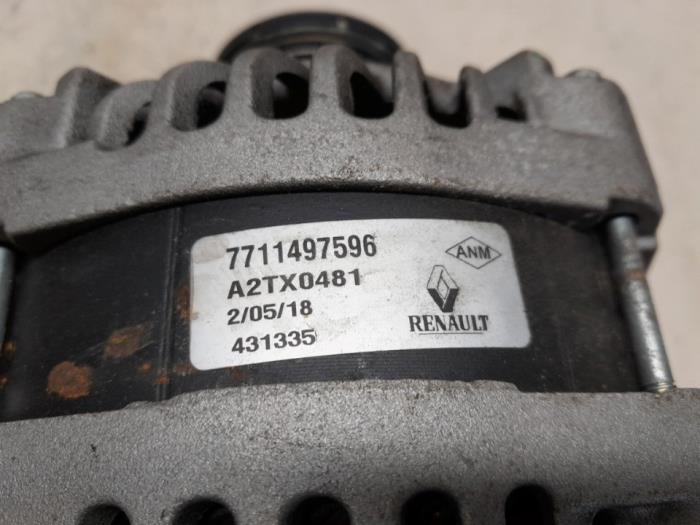 7711497596
ANM
A2TX0481
2/05/18
RENAULT
431335